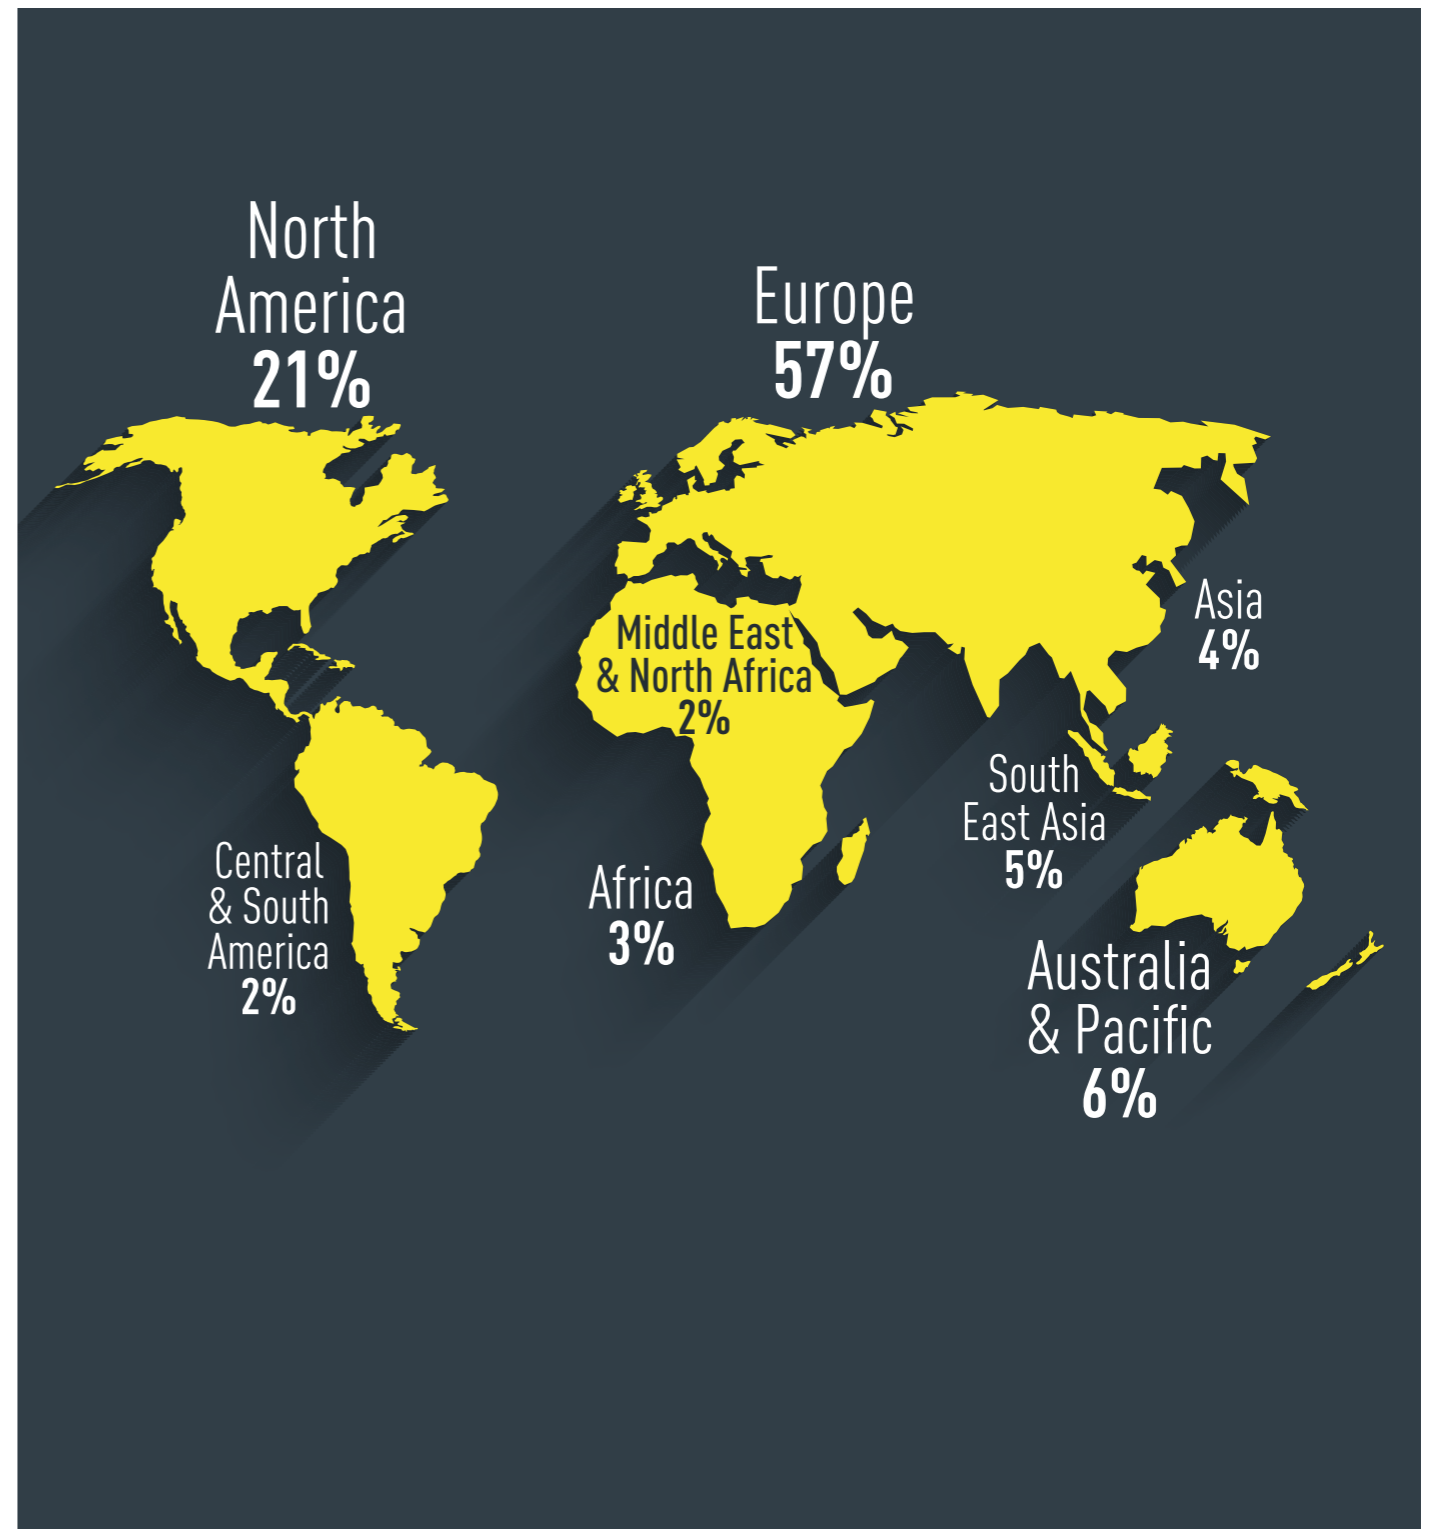 North
America
21%
Europe
57%
Asia
4%
Middle East
& North Africa
2%
South
East Asia
5%
Central
& South
America
2%
Africa
3%
Australia
& Pacific
6%